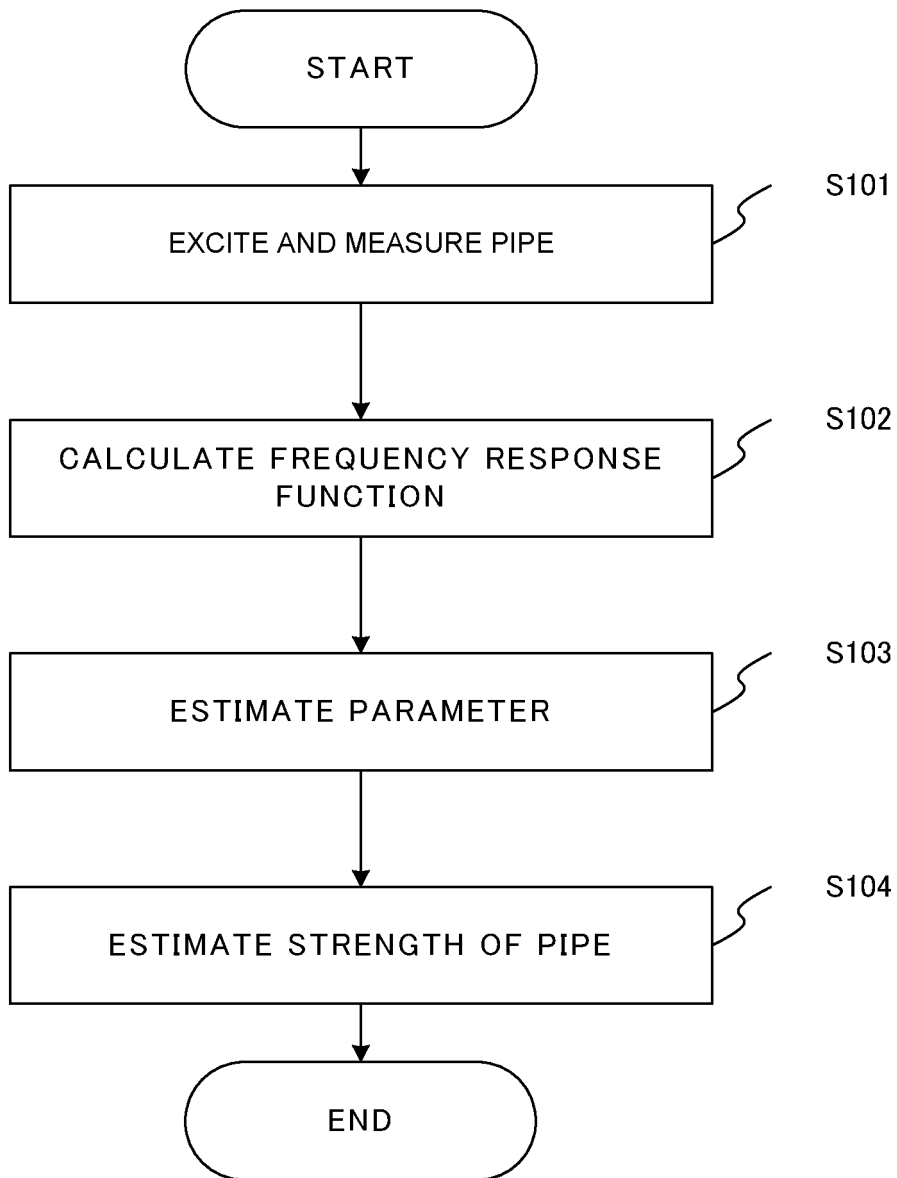 START
S101
EXCITE AND MEASURE PIPE
S102
CALCULATE FREQUENCY RESPONSE
FUNCTION
S103
ESTIMATE PARAMETER
S104
ESTIMATE STRENGTH OF PIPE
END